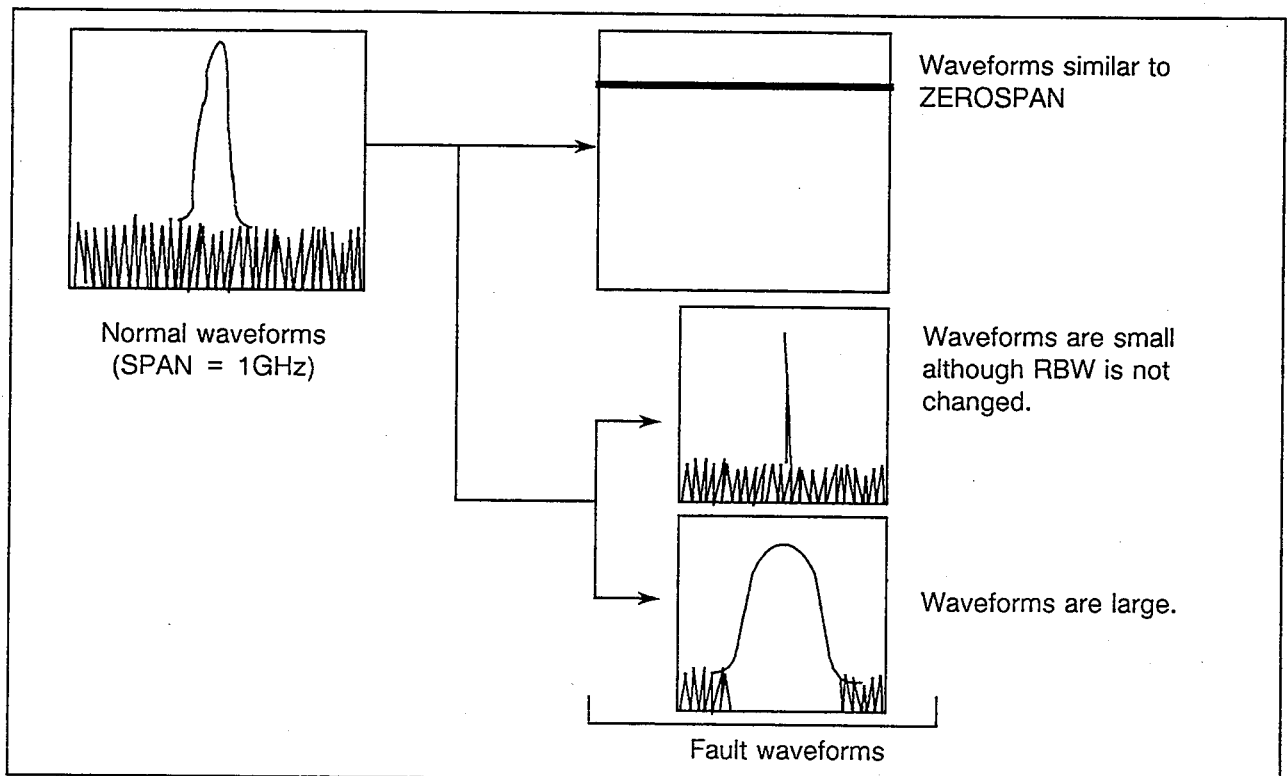 Waveforms similar to
ZEROSPAN
Normal waveforms
(SPAN = 1GHz)
Waveforms are small
although RBW is not
changed.
Waveforms are large.
Fault waveforms